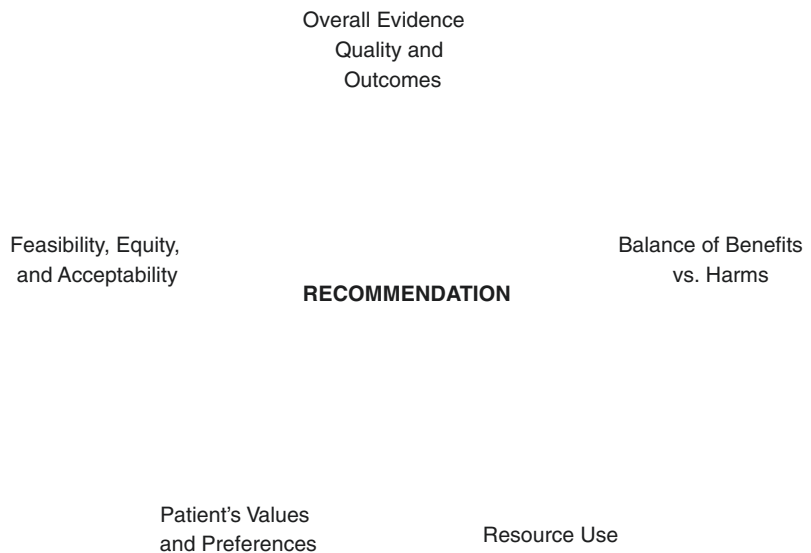 Overall Evidence
Quality and
Outcomes
Feasibility, Equity,
and Acceptability
Balance of Benefits
vs. Harms
RECOMMENDATION
Patient's Values
and Preferences
Resource Use